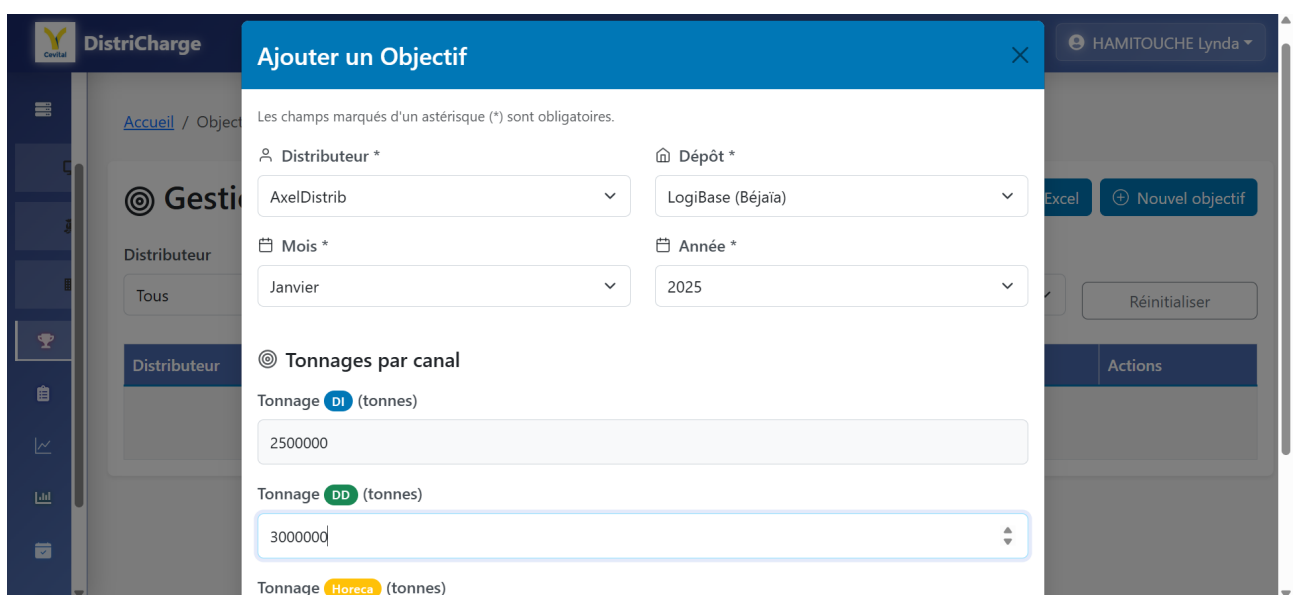 Cevital
DistriCharge
Ajouter un Objectif
HAMITOUCHE Lynda
Accueil / Object
Les champs marqués d'un astérisque (*) sont obligatoires.
Distributeur *
Dépôt *
AxelDistrib
LogiBase (Béjaïa)
Gesti
Excel
Nouvel objectif
Mois *
Année *
Distributeur
Janvier
2025
Tous
Réinitialiser
Tonnages par canal
Distributeur
Actions
Tonnage DI (tonnes)
2500000
Tonnage DD (tonnes)
3000000
Tonnage Horeca (tonnes)